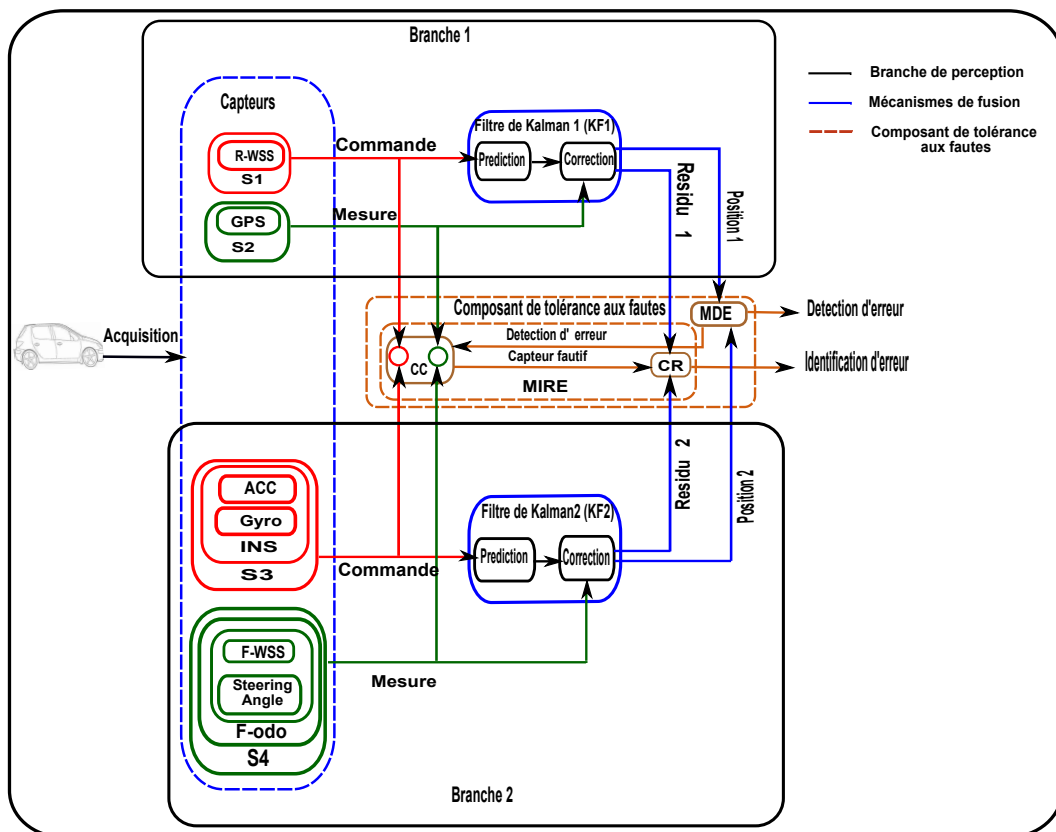 Branche 1
Branche de perception
Mécanismes de fusion
Composant de tolérance
aux fautes
Capteurs
R-WSS
S1
GPS
S2
Commande
Mesure
Filtre de Kalman 1 (KF1)
Prediction
Correction
Residu 1
Position 1
Acquisition
Composant de tolérance aux fautes
MDE
Detection d'erreur
Detection d' erreur
Capteur fautif
CC
CR
MIRE
Identification d'erreur
ACC
Gyro
INS
S3
Commande
Filtre de Kalman2 (KF2)
Prediction
Correction
Residu 2
Position 2
F-WSS
Steering
Angle
F-odo
S4
Mesure
Branche 2